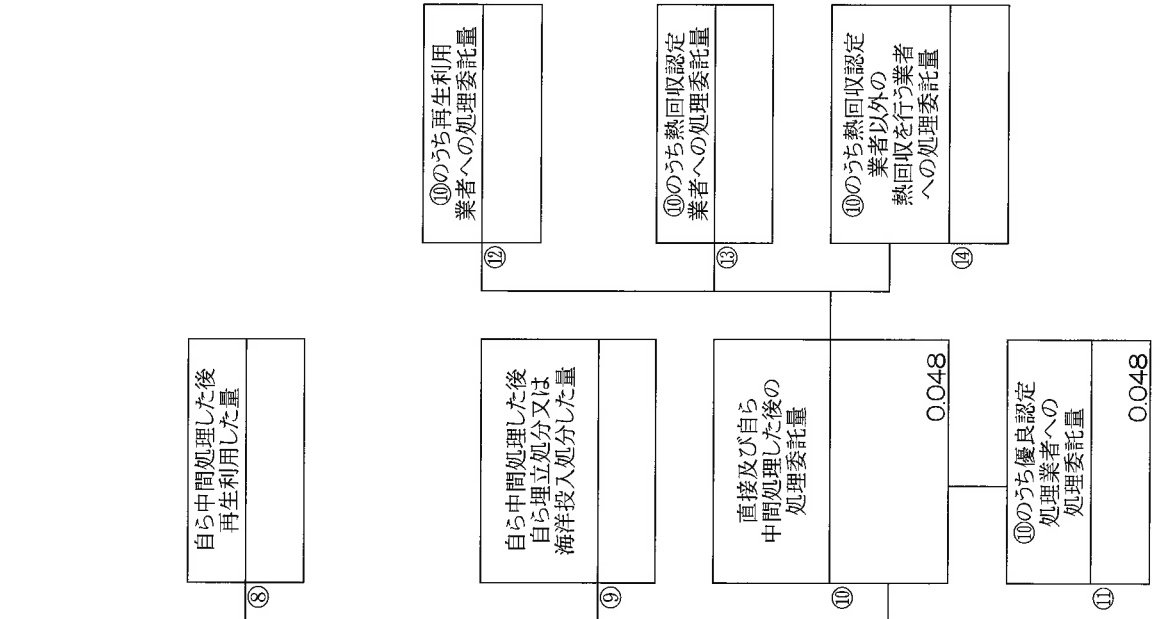 自ら中間処理した後
再生利用した量
⑧
自ら中間処理した後
自ら埋立処分又は
海洋投入処分した量
⑨
直接及び自ら
中間処理した後の
処理委託量
0.048
⑩
⑩のうち優良認定
処理業者への
処理委託量
0.048
⑪
⑩のうち再生利用
業者への処理委託量
⑫
⑩のうち熱回収認定
業者への処理委託量
⑬
⑩のうち熱回収認定
業者以外の
熱回収を行う業者
への処理委託量
⑭